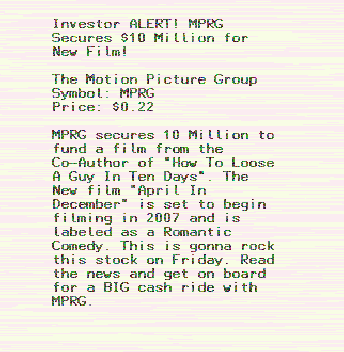 Investor ALERT! MPRG
Secures $10 Million for
New Film!
The Motion Picture Group
Symbol: MPRG
Price: $0.22
MPRG secures 10 Million to
fund a film from the
Co-Author of "How To Loose
A Guy In Ten Days". The
New film "April In
December" is set to begin
filming in 2007 and is
labeled as a Romantic
Comedy. This is gonna rock
this stock on Friday. Read
the news and get on board
for a BIG cash ride with
MPRG.